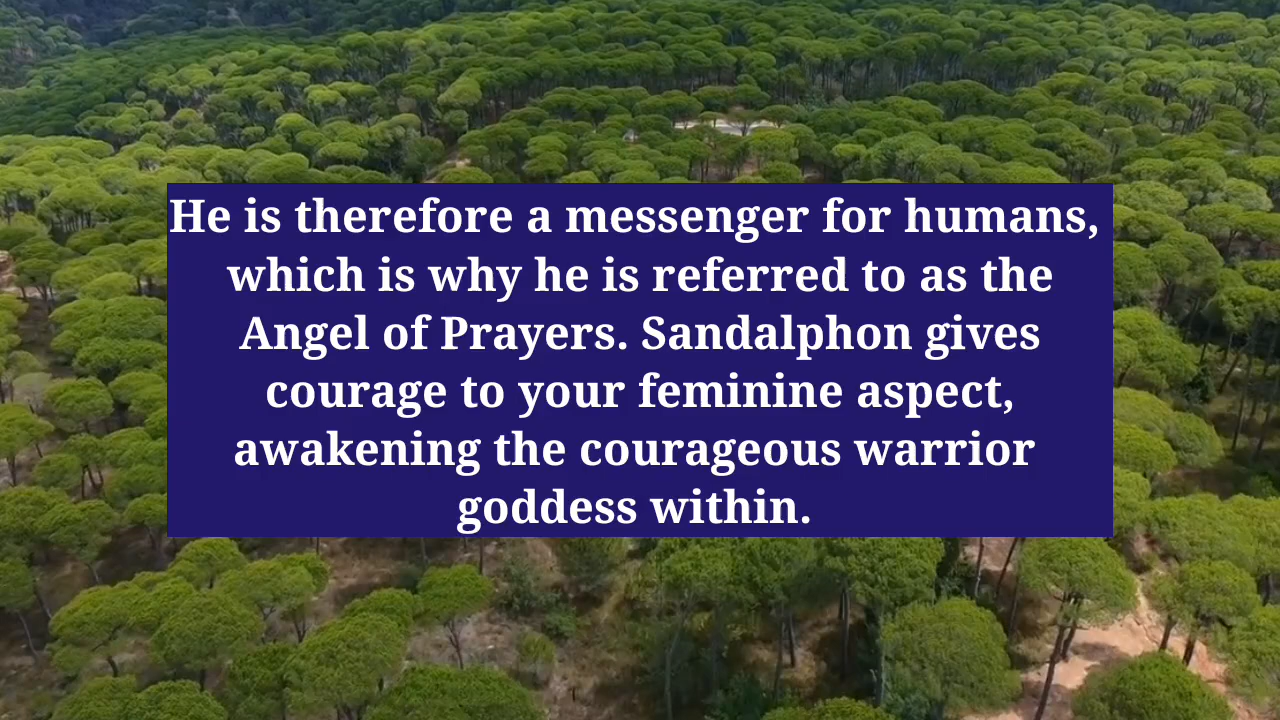 He is therefore a messenger for humans,
which is why he is referred to as the
Angel of Prayers. Sandalphon gives
courage to your feminine aspect,
awakening the courageous warrior
goddess within.